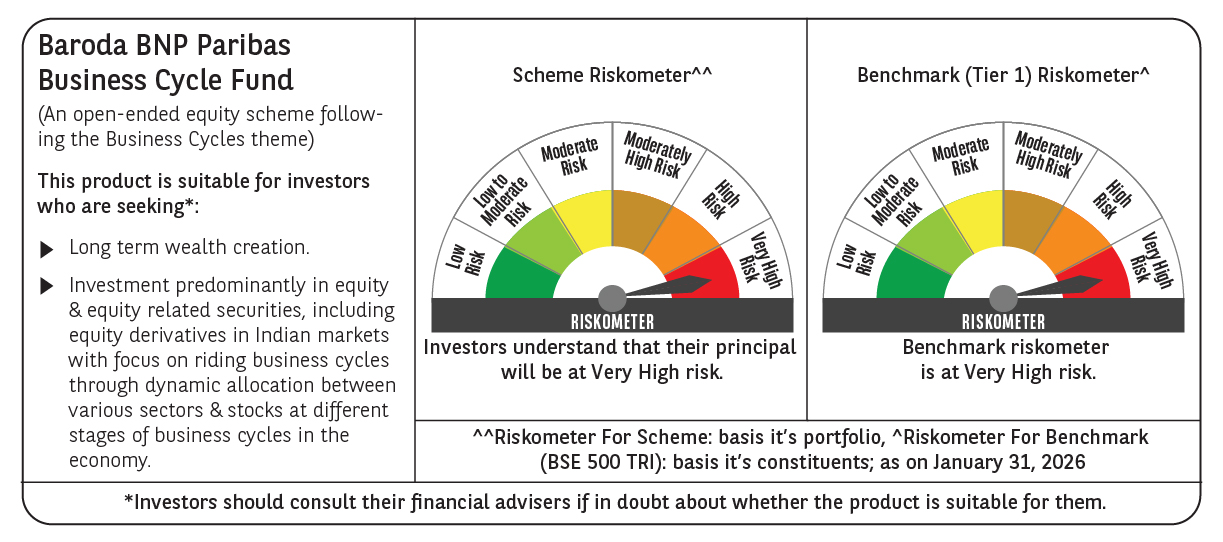 Baroda BNP Paribas
Business Cycle Fund
(An open-ended equity scheme follow-
ing the Business Cycles theme)
This product is suitable for investors
who are seeking*:
Long term wealth creation.
Investment predominantly in equity
& equity related securities, including
equity derivatives in Indian markets
with focus on riding business cycles
through dynamic allocation between
various sectors & stocks at different
stages of business cycles in the
economy.
Scheme Riskometer^^
Low
Risk
Low to
Moderate
Risk
Moderate
Risk
Moderately
High Risk
High
Risk
Very High
Risk
RISKOMETER
Investors understand that their principal
will be at Very High risk.
Benchmark (Tier 1) Riskometer^
Low
Risk
Low to
Moderate
Risk
Moderate
Risk
Moderately
High Risk
High
Risk
Very High
Risk
RISKOMETER
Benchmark riskometer
is at Very High risk.
^^Riskometer For Scheme: basis it's portfolio, ^Riskometer For Benchmark
(BSE 500 TRI): basis it's constituents; as on January 31, 2026
*Investors should consult their financial advisers if in doubt about whether the product is suitable for them.